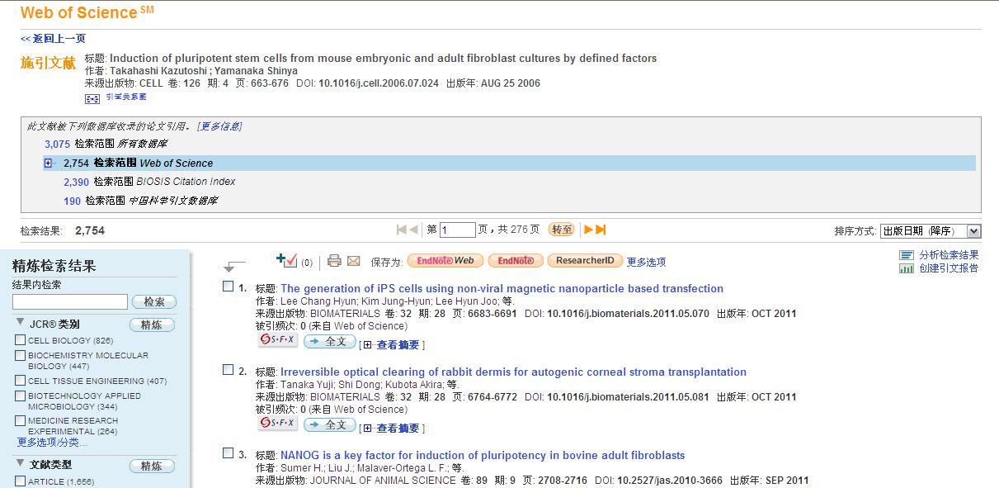 Web of Science SM
<< 返回上一页
施引文献
标题: Induction of pluripotent stem cells from mouse embryonic and adult fibroblast cultures by defined factors
作者: Takahashi Kazutoshi ; Yamanaka Shinya
来源出版物: CELL 卷: 126 期: 4 页: 663-676 DOI: 10.1016/j.cell.2006.07.024 出版年: AUG 25 2006
引证关系图
此文献被下列数据库收录的论文引用。 [更多信息]
3,075 检索范围 所有数据库
2,754 检索范围 Web of Science
2,390 检索范围 BIOSIS Citation Index
190 检索范围 中国科学引文数据库
检索结果: 2,754
第 1 页，共 276 页 转至
排序方式: 出版日期 (降序)
精炼检索结果
结果内检索
检索
JCR® 类别 精炼
CELL BIOLOGY (826)
BIOCHEMISTRY MOLECULAR
BIOLOGY (447)
CELL TISSUE ENGINEERING (407)
BIOTECHNOLOGY APPLIED
MICROBIOLOGY (344)
MEDICINE RESEARCH
EXPERIMENTAL (264)
更多选项/分类...
文献类型 精炼
ARTICLE (1,656)
(0) 保存为: EndNote Web EndNote ResearcherID 更多选项
分析检索结果
创建引文报告
1. 标题: The generation of iPS cells using non-viral magnetic nanoparticle based transfection
作者: Lee Chang Hyun; Kim Jung-Hyun; Lee Hyun Joo; 等.
来源出版物: BIOMATERIALS 卷: 32 期: 28 页: 6683-6691 DOI: 10.1016/j.biomaterials.2011.05.070 出版年: OCT 2011
被引频次: 0 (来自 Web of Science)
S·F·X 全文 [ 查看摘要 ]
2. 标题: Irreversible optical clearing of rabbit dermis for autogenic corneal stroma transplantation
作者: Tanaka Yuji; Shi Dong; Kubota Akira; 等.
来源出版物: BIOMATERIALS 卷: 32 期: 28 页: 6764-6772 DOI: 10.1016/j.biomaterials.2011.05.081 出版年: OCT 2011
被引频次: 0 (来自 Web of Science)
S·F·X 全文 [ 查看摘要 ]
3. 标题: NANOG is a key factor for induction of pluripotency in bovine adult fibroblasts
作者: Sumer H.; Liu J.; Malaver-Ortega L. F.; 等.
来源出版物: JOURNAL OF ANIMAL SCIENCE 卷: 89 期: 9 页: 2708-2716 DOI: 10.2527/jas.2010-3666 出版年: SEP 2011